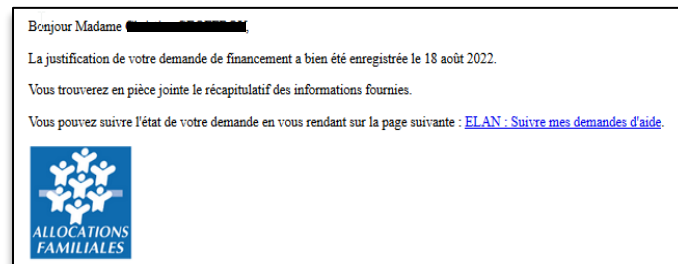 Bonjour Madame
La justification de votre demande de financement a bien été enregistrée le 18 août 2022.
Vous trouverez en pièce jointe le récapitulatif des informations fournies.
Vous pouvez suivre l'état de votre demande en vous rendant sur la page suivante : ELAN : Suivre mes demandes d'aide.
ALLOCATIONS
FAMILIALES